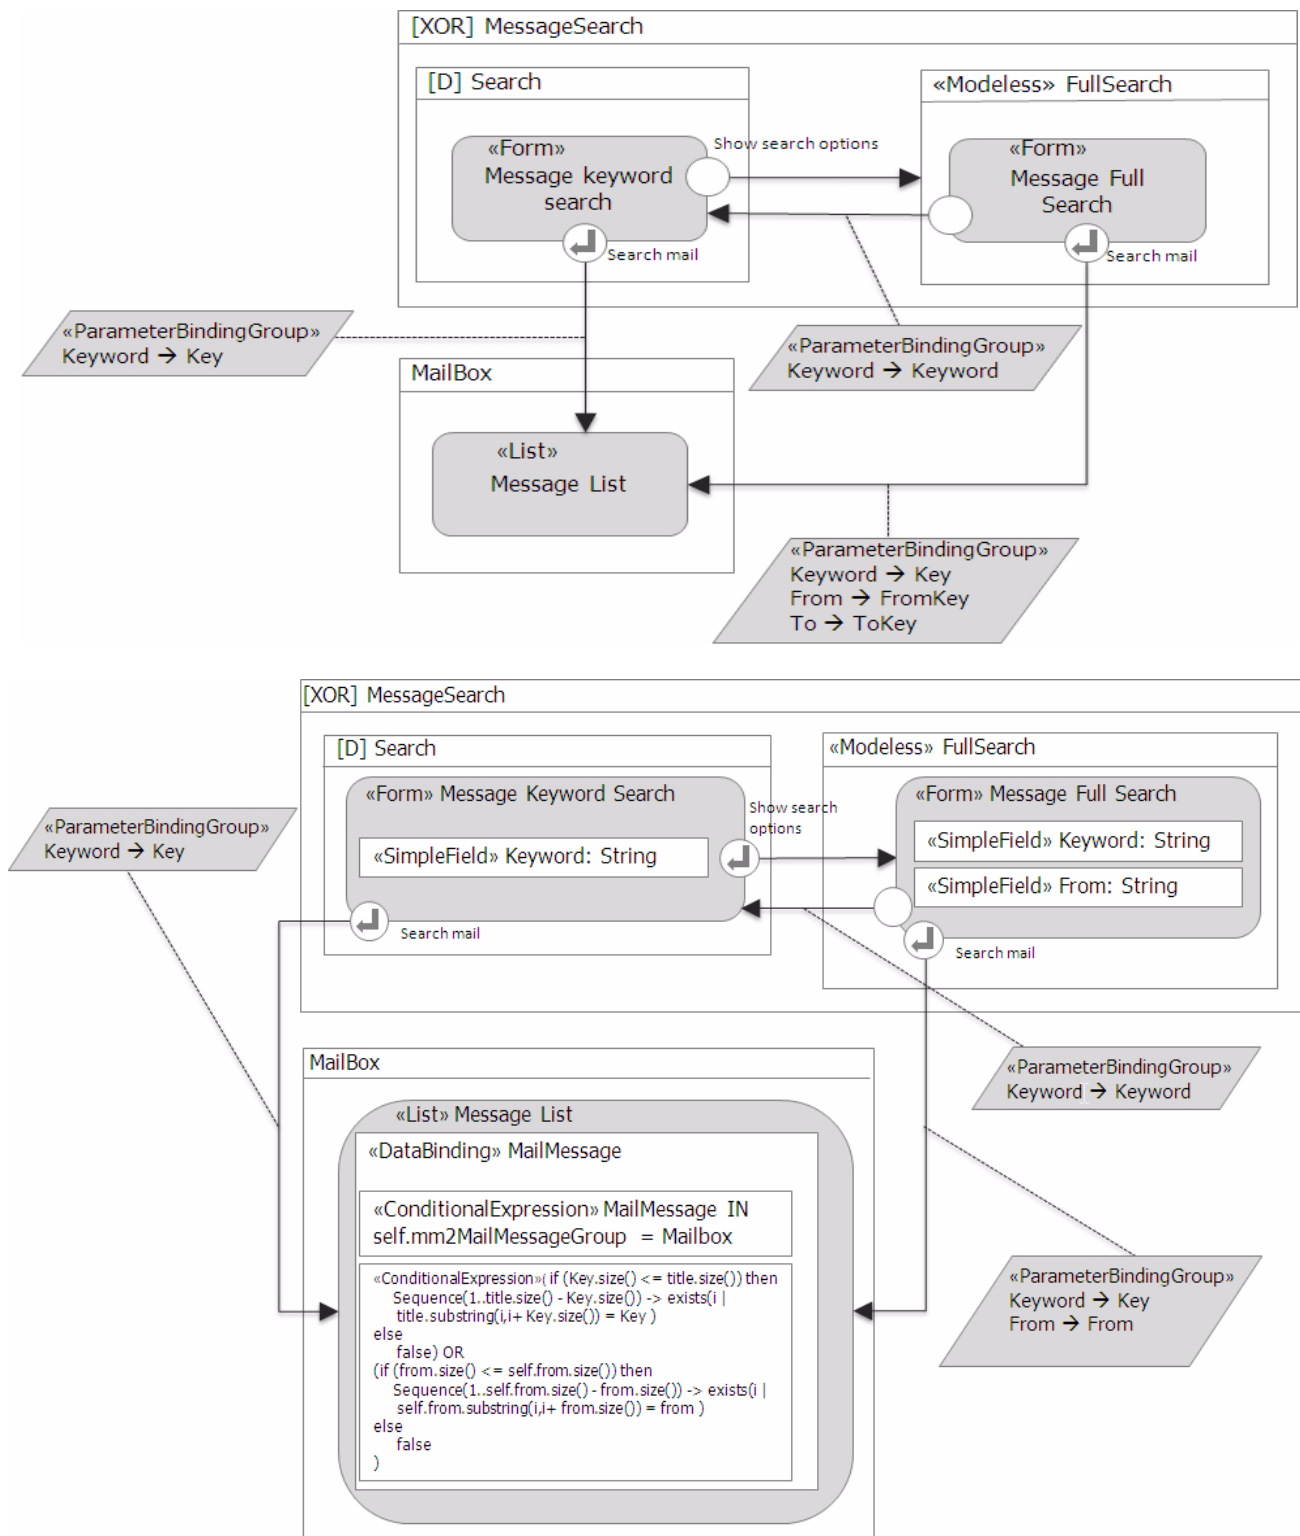 [XOR] MessageSearch
[D] Search
«Modeless» FullSearch
«Form»
Message keyword
search
Show search options
«Form»
Message Full
Search
Search mail
Search mail
«ParameterBindingGroup»
Keyword → Key
«ParameterBindingGroup»
Keyword → Keyword
MailBox
«List»
Message List
«ParameterBindingGroup»
Keyword → Key
From → FromKey
To → ToKey
[XOR] MessageSearch
[D] Search
«Modeless» FullSearch
«Form» Message Keyword Search
«SimpleField» Keyword: String
Show search
options
«Form» Message Full Search
«SimpleField» Keyword: String
«SimpleField» From: String
Search mail
Search mail
«ParameterBindingGroup»
Keyword → Key
MailBox
«ParameterBindingGroup»
Keyword → Keyword
«List» Message List
«DataBinding» MailMessage
«ConditionalExpression» MailMessage IN
self.mm2MailMessageGroup = Mailbox
«ConditionalExpression»( if (Key.size() <= title.size()) then
Sequence(1..title.size() - Key.size()) -> exists(i |
title.substring(i,i+ Key.size()) = Key )
else
false) OR
(if (from.size() <= self.from.size()) then
Sequence(1..self.from.size() - from.size()) -> exists(i |
self.from.substring(i,i+ from.size()) = from )
else
false
)
«ParameterBindingGroup»
Keyword → Key
From → From